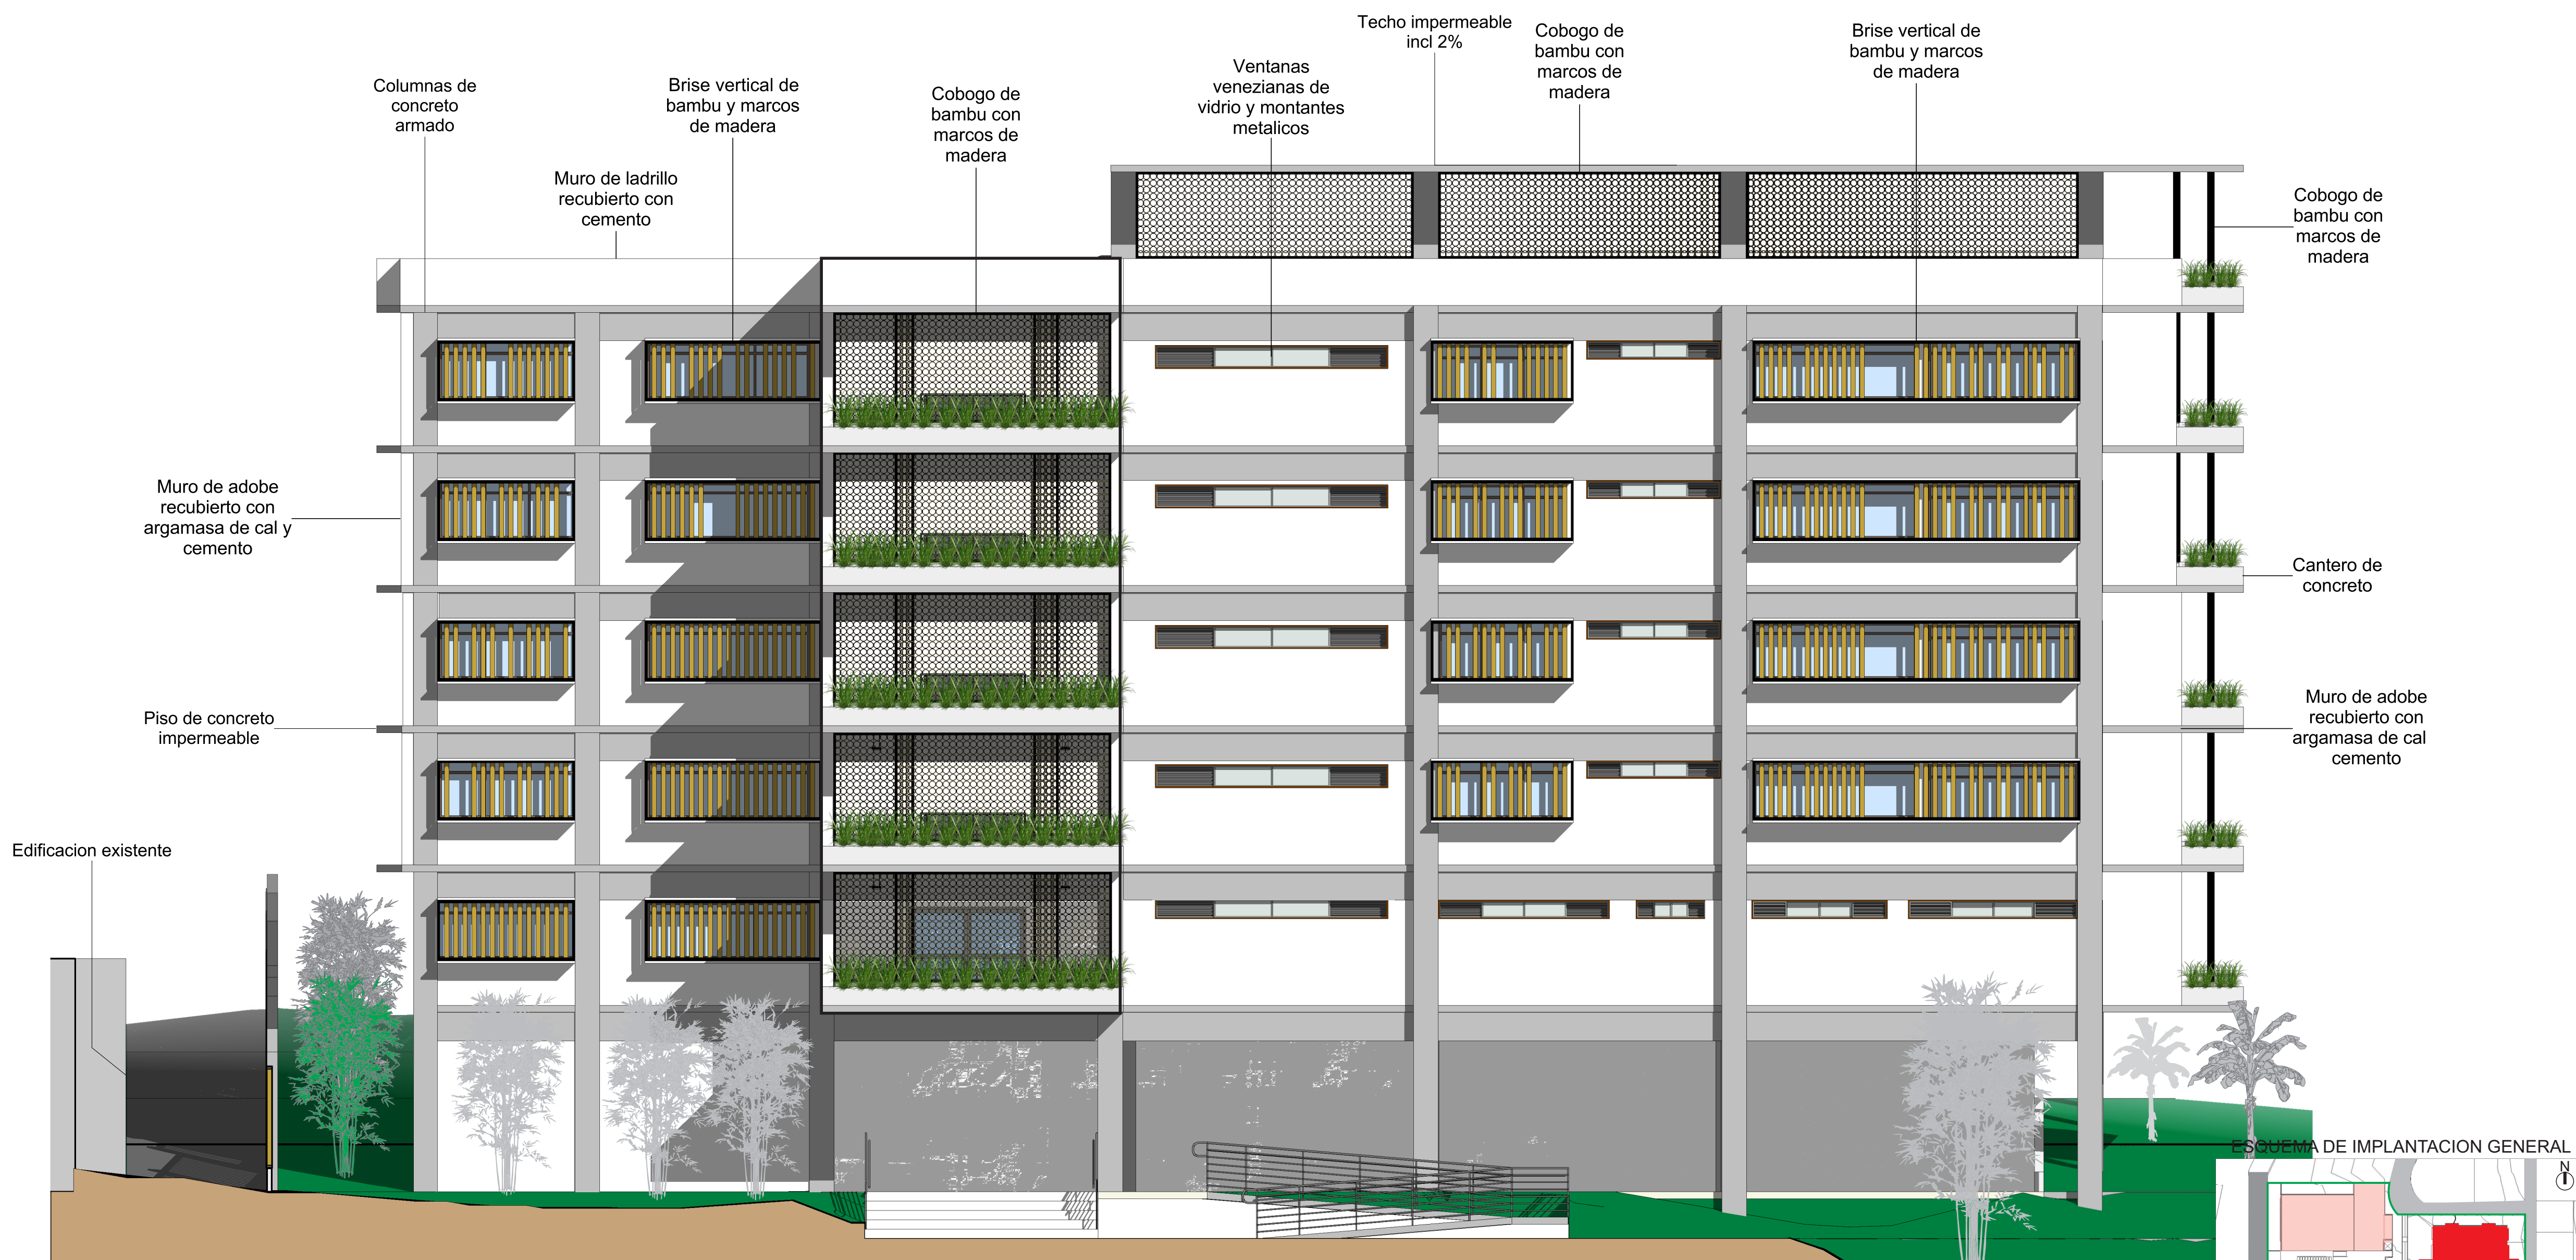 Techo impermeable
incl 2%
Cobogo de
bambu con
marcos de
madera
Brise vertical de
bambu y marcos
de madera
Ventanas
venezianas de
vidrio y montantes
metalicos
Columnas de
concreto
armado
Brise vertical de
bambu y marcos
de madera
Cobogo de
bambu con
marcos de
madera
Muro de ladrillo
recubierto con
cemento
Cobogo de
bambu con
marcos de
madera
Muro de adobe
recubierto con
argamasa de cal y
cemento
Cantero de
concreto
Piso de concreto
impermeable
Muro de adobe
recubierto con
argamasa de cal
cemento
Edificacion existente
ESQUEMA DE IMPLANTACION GENERAL
N